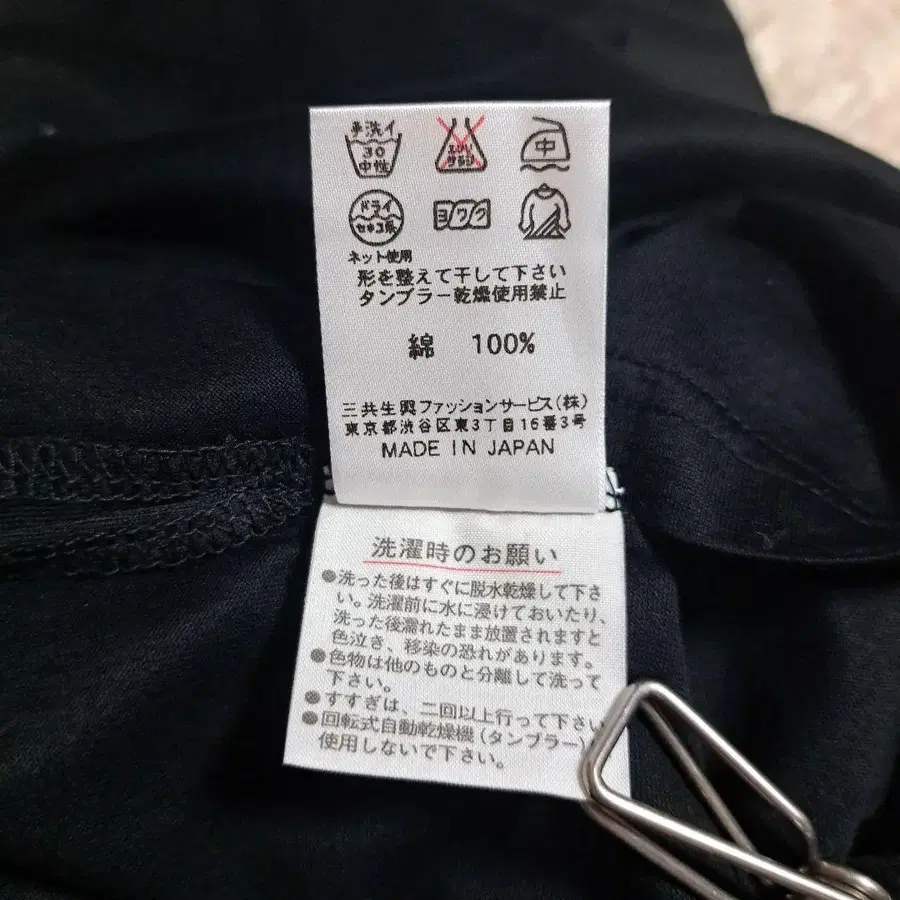 手洗イ
30
中性
エンソ
サラシ
中
ドライ
セキユ系
ヨワク
ネット使用
形を整えて干して下さい
タンブラー乾燥使用禁止
綿 100%
三共生興ファッションサービス(株)
東京都渋谷区東3丁目16番3号
MADE IN JAPAN
洗濯時のお願い
●洗った後はすぐに脱水乾燥して下さ
い。洗濯前に水に浸けておいたり、
洗った後濡れたまま放置されますと
色泣き、移染の恐れがあります。
●色物は他のものと分離して洗って
下さい。
●すすぎは、二回以上行って下さい
●回転式自動乾燥機(タンブラー)
使用しないで下さい。